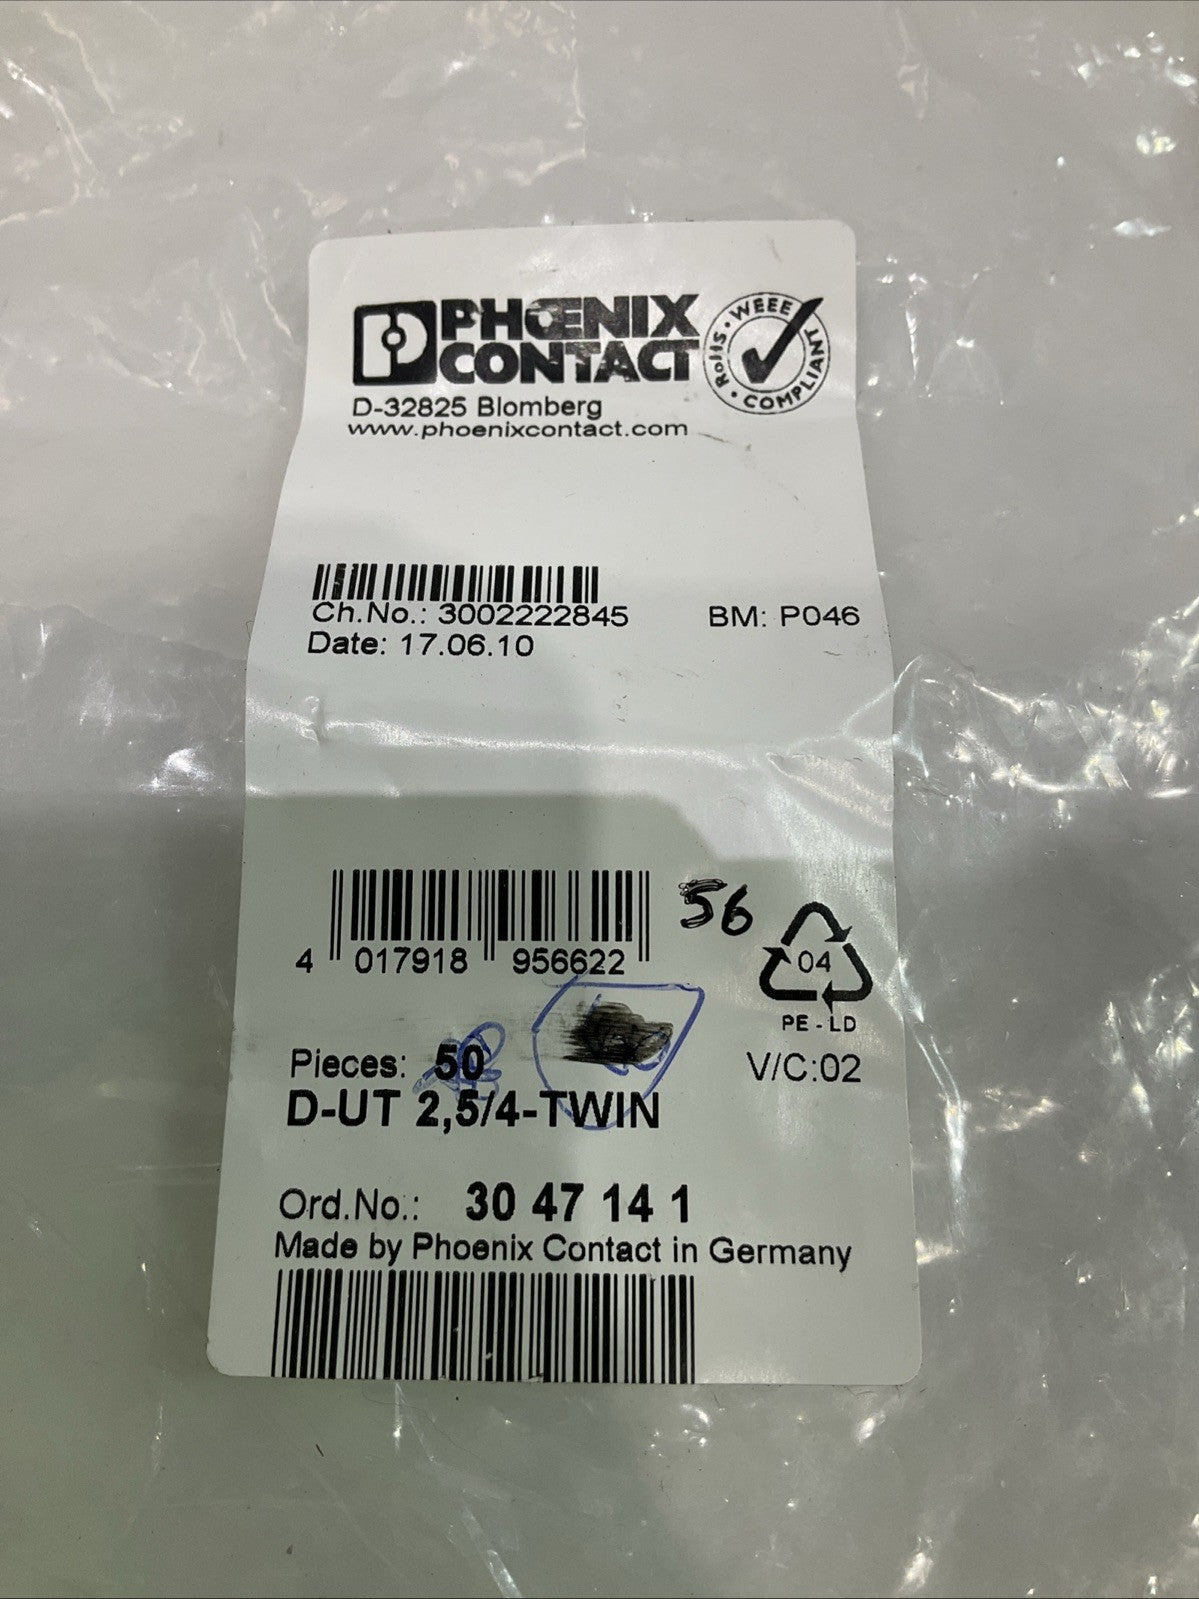 PHOENIX
CONTACT
WEEE
RoHS
COMPLIANT
D-32825 Blomberg
www.phoenixcontact.com
Ch.No.: 3002222845 BM: P046
Date: 17.06.10
56
4 017918 956622
04
PE-LD
Pieces: 50 V/C:02
D-UT 2,5/4-TWIN
Ord.No.: 30 47 14 1
Made by Phoenix Contact in Germany